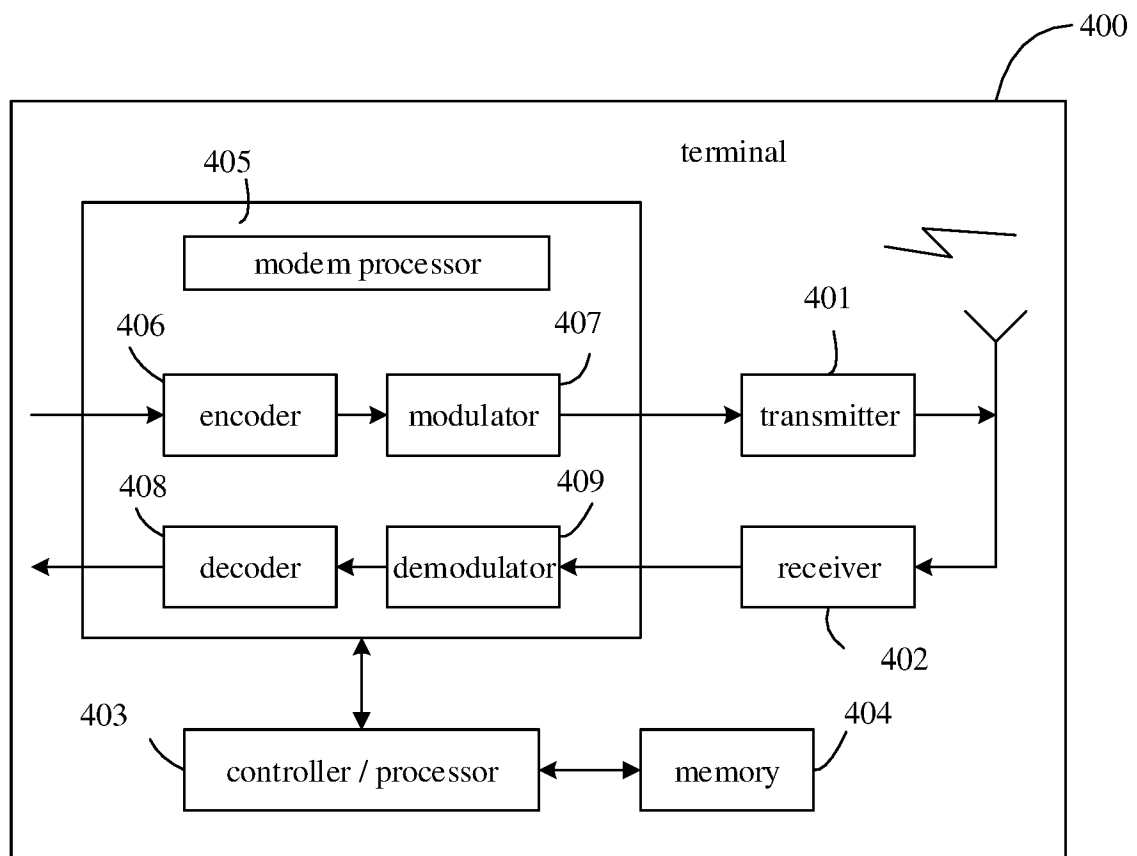 400
terminal
405
modem processor
406
407
401
encoder
modulator
transmitter
408
409
decoder
demodulator
receiver
402
403
404
controller / processor
memory